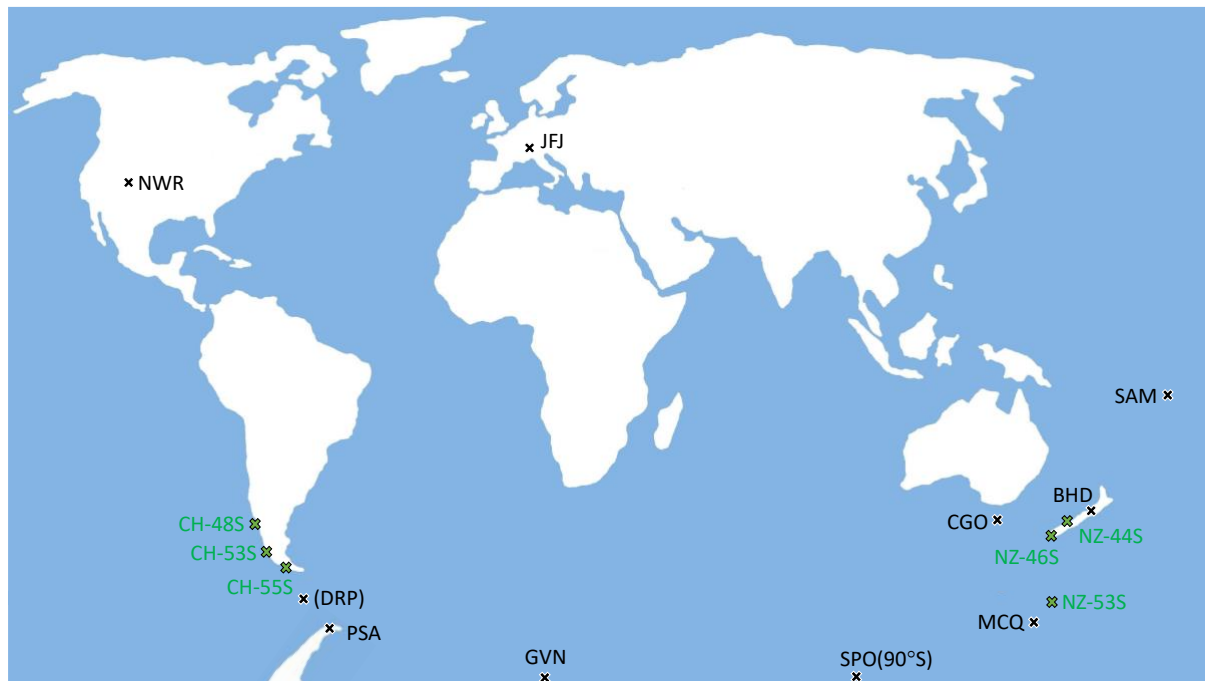 JFJ
NWR
SAM
BHD
CH-48S
CGO
NZ-44S
CH-53S
NZ-46S
CH-55S
(DRP)
NZ-53S
MCQ
PSA
GVN
SPO(90°S)